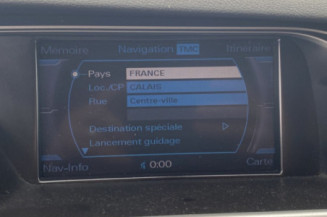 Mémoire Navigation TMC Itinéraire
Pays FRANCE
Loc./CP CALAIS
Rue Centre-ville
Destination spéciale
Lancement guidage
Nav-Info 0:00 Carte